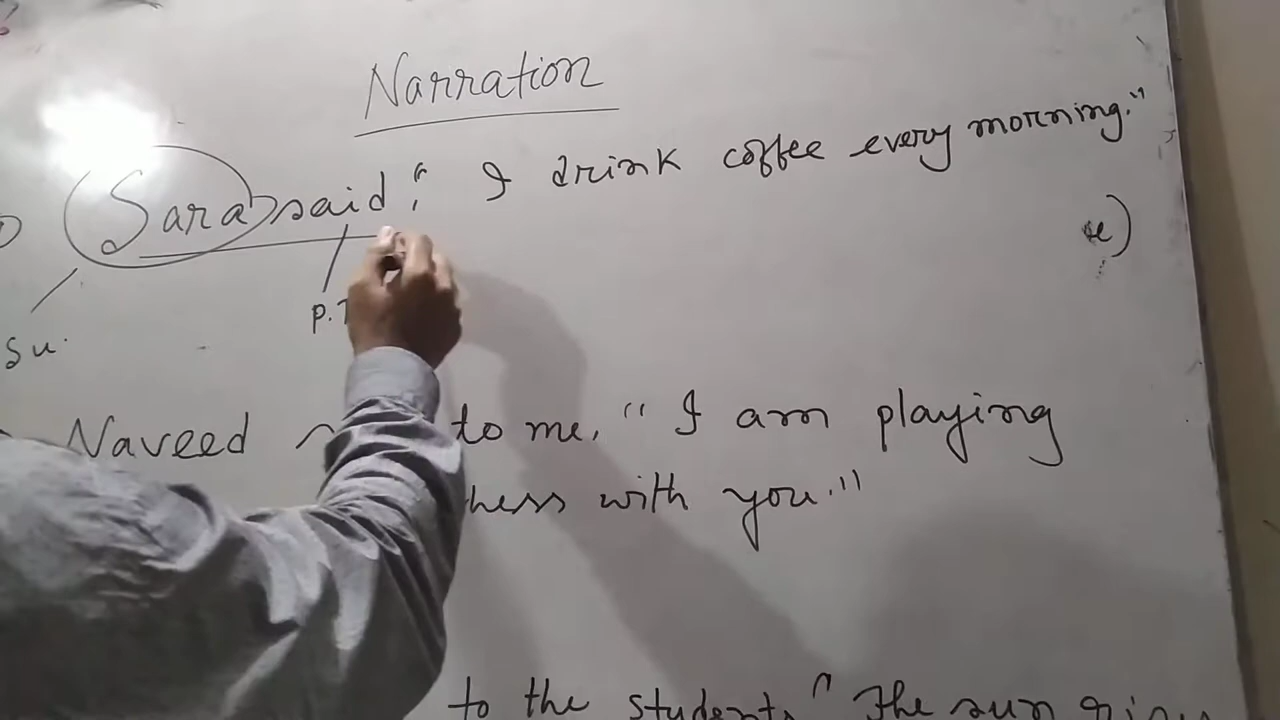 Narration
Sara said, " I drink coffee every morning."
Su.
Naveed to me, "I am playing
with you."
to the students " The sun